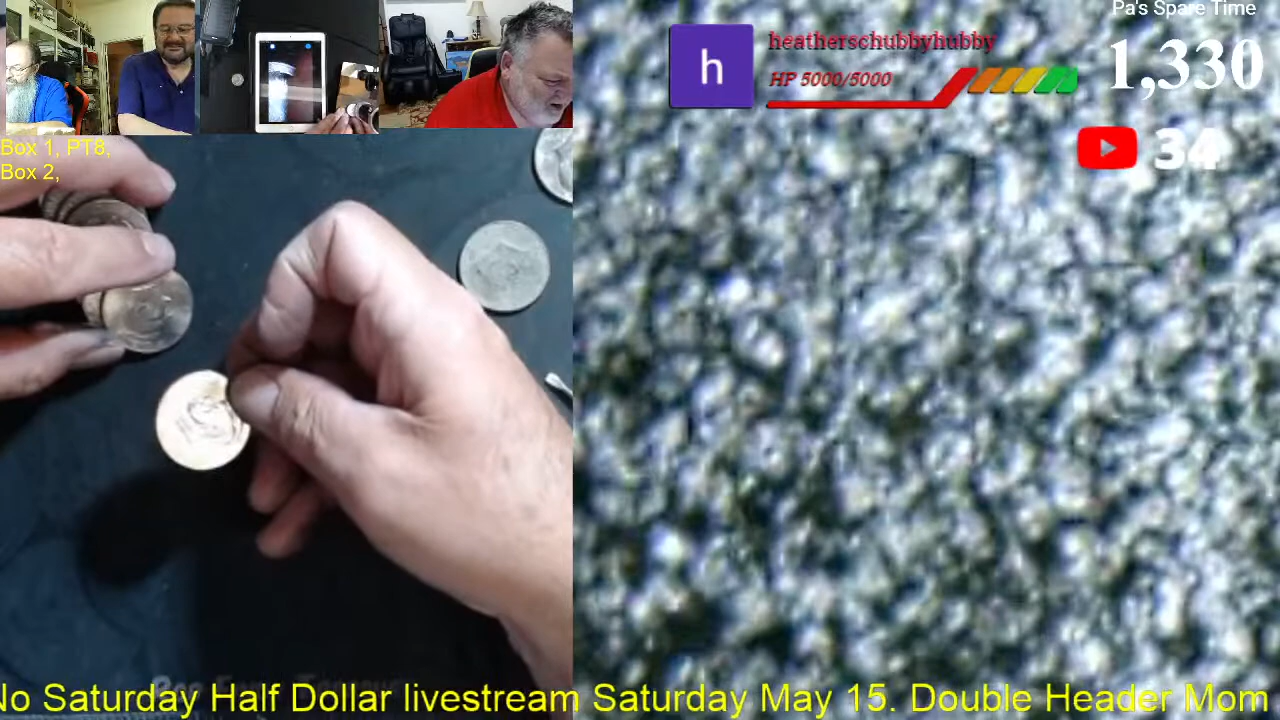 Pa's Spare Time
h
heatherschubbyhubby
1,330
HP 5000/5000
34
Box 1, PT8,
Box 2,
No Saturday Half Dollar livestream Saturday May 15. Double Header Mom